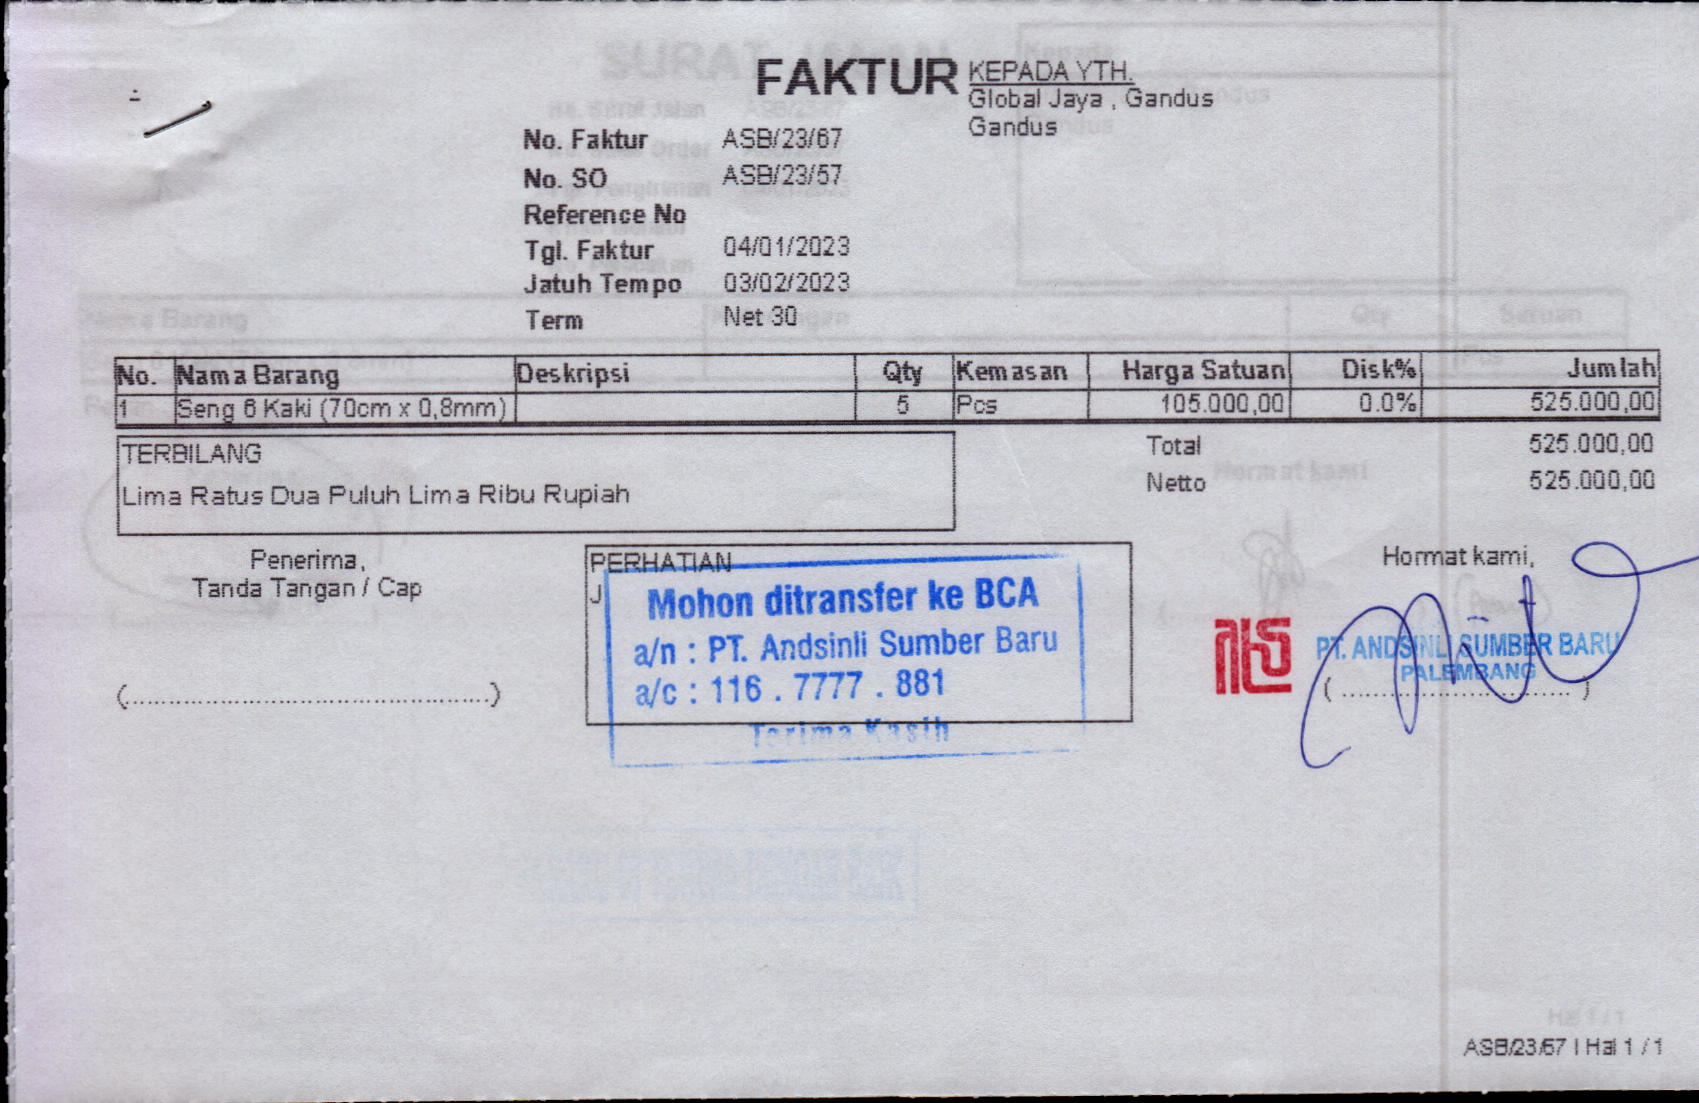 FAKTUR
KEPADA YTH.
Global Jaya , Gandus
Gandus
No. Faktur ASB/23/67
No. SO ASB/23/57
Reference No
Tgl. Faktur 04/01/2023
Jatuh Tempo 03/02/2023
Term Net 30
No. Nama Barang Deskripsi Qty Kemasan Harga Satuan Disk% Jumlah
1 Seng 6 Kaki (70cm x 0,8mm) 5 Pcs 105.000,00 0.0% 525.000,00
TERBILANG
Lima Ratus Dua Puluh Lima Ribu Rupiah
Total 525.000,00
Netto 525.000,00
Penerima,
Tanda Tangan / Cap
(................................................)
PERHATIAN
J
Mohon ditransfer ke BCA
a/n : PT. Andsinli Sumber Baru
a/c : 116 . 7777 . 881
Terima Kasih
Hormat kami,
PT. ANDSINLI SUMBER BARU
PALEMBANG
(..............................)
ASB/23/67 | Hal 1 / 1